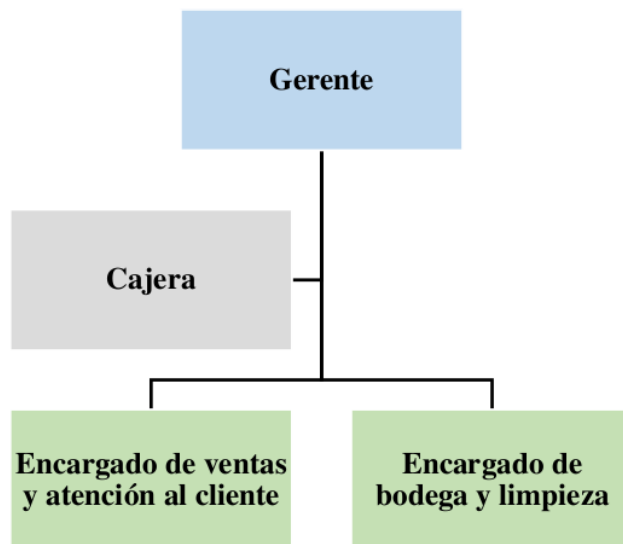 Gerente
Cajera
Encargado de ventas
y atención al cliente
Encargado de
bodega y limpieza